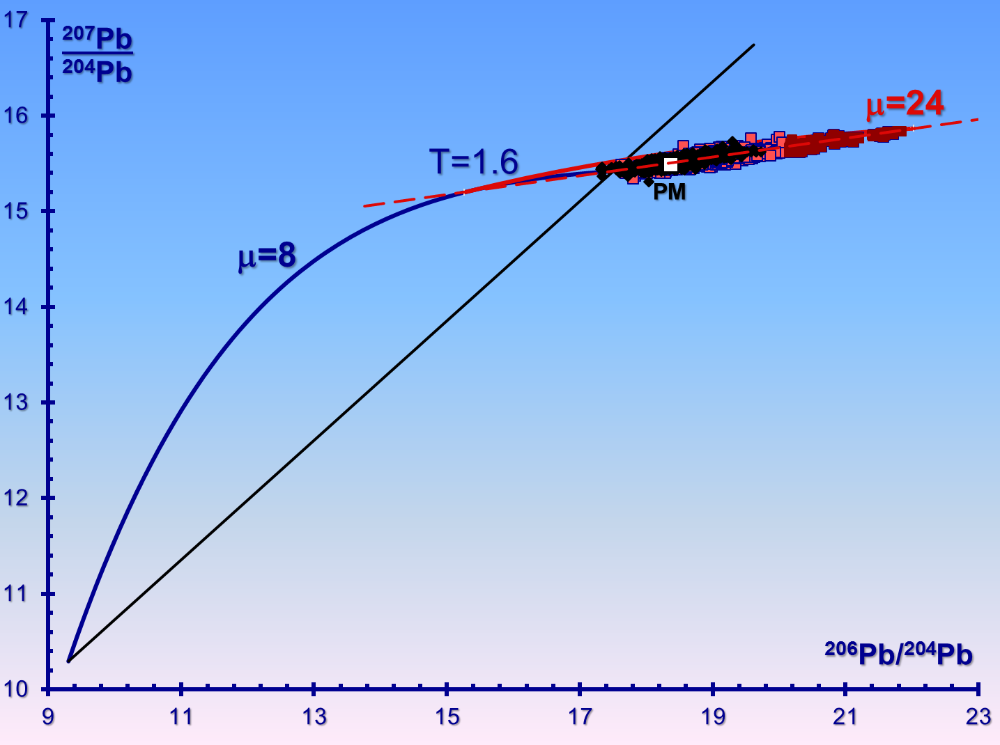 17
²⁰⁷Pb
²⁰⁴Pb
16
μ=24
T=1.6
PM
15
μ=8
14
13
12
11
²⁰⁶Pb/²⁰⁴Pb
10
9 11 13 15 17 19 21 23